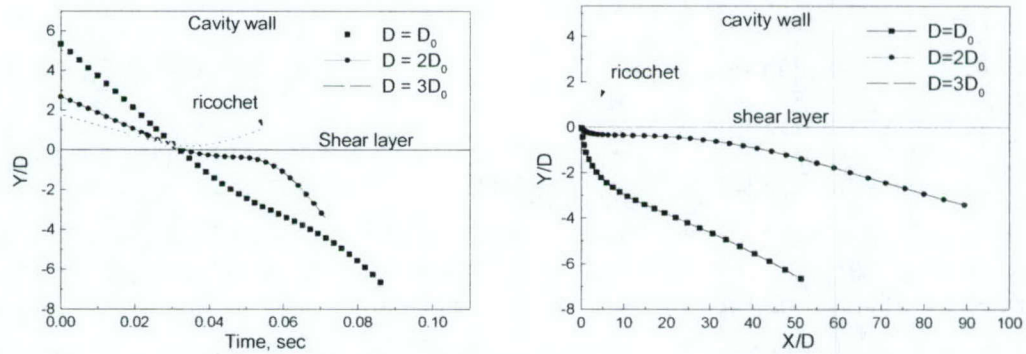 Cavity wall
D = D0
D = 2D0
D = 3D0
ricochet
Shear layer
Y/D
6
4
2
0
-2
-4
-6
-8
0.00 0.02 0.04 0.06 0.08 0.10
Time, sec
cavity wall
D=D0
D=2D0
D=3D0
ricochet
shear layer
Y/D
4
2
0
-2
-4
-6
-8
0 10 20 30 40 50 60 70 80 90 100
X/D